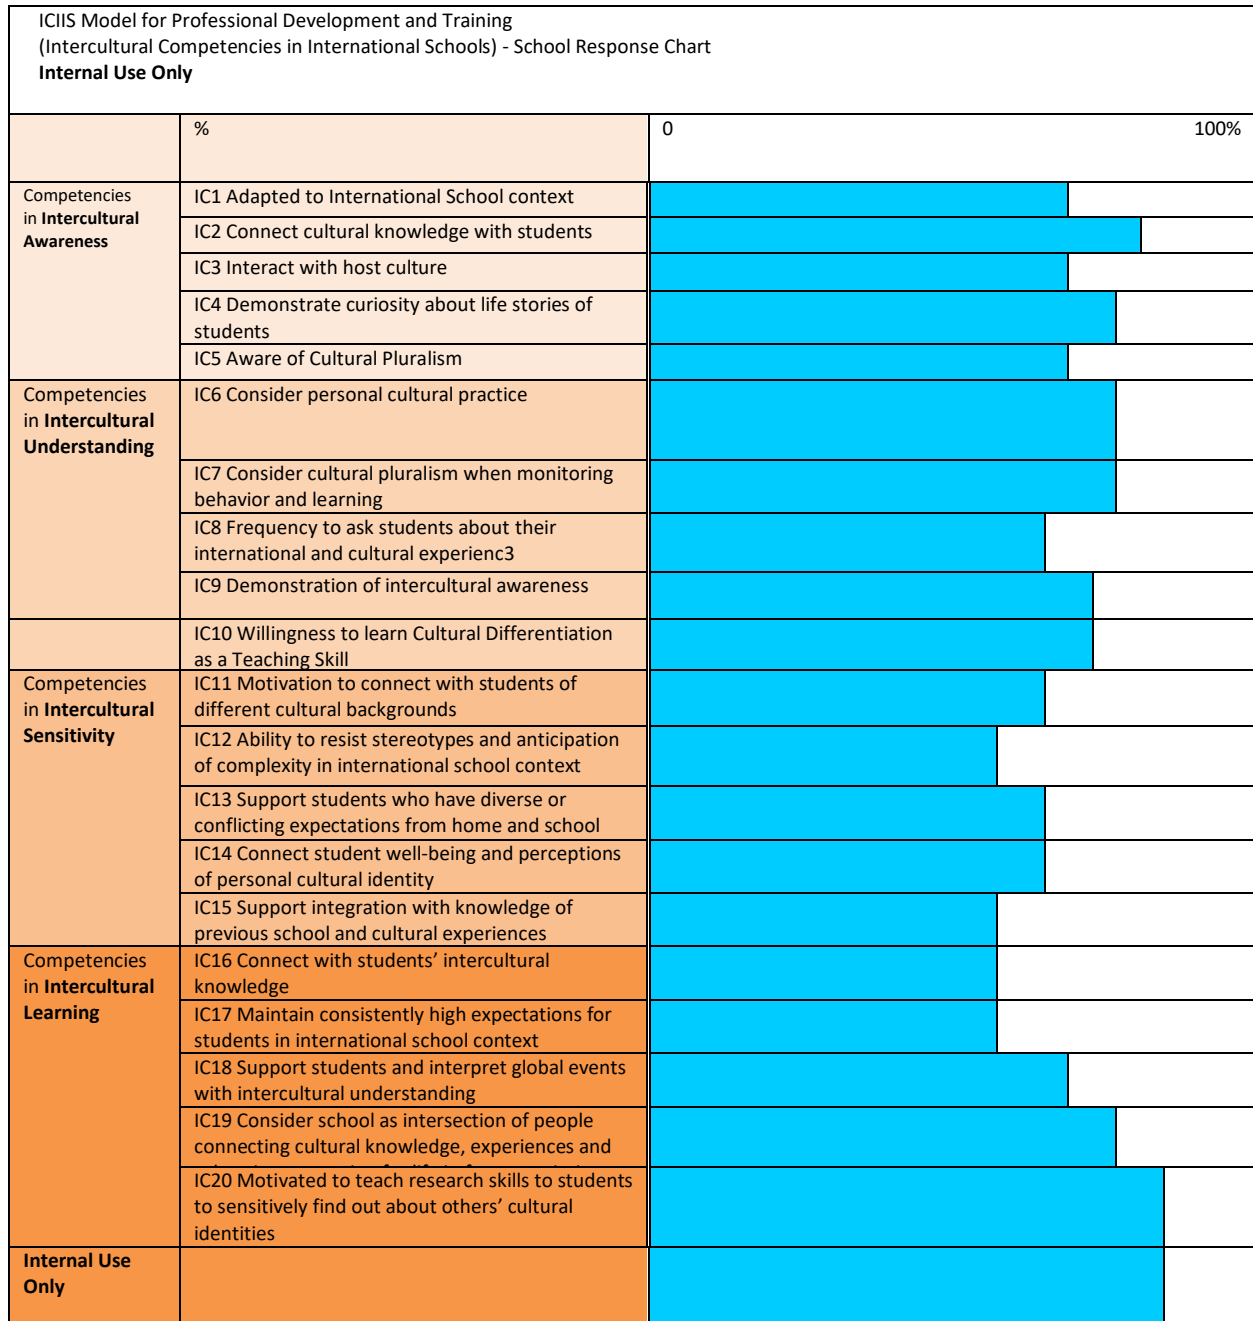 ICIIS Model for Professional Development and Training
(Intercultural Competencies in International Schools) - School Response Chart
Internal Use Only
%
0
100%
Competencies
in Intercultural
Awareness
IC1 Adapted to International School context
IC2 Connect cultural knowledge with students
IC3 Interact with host culture
IC4 Demonstrate curiosity about life stories of
students
IC5 Aware of Cultural Pluralism
Competencies
in Intercultural
Understanding
IC6 Consider personal cultural practice
IC7 Consider cultural pluralism when monitoring
behavior and learning
IC8 Frequency to ask students about their
international and cultural experienc3
IC9 Demonstration of intercultural awareness
IC10 Willingness to learn Cultural Differentiation
as a Teaching Skill
Competencies
in Intercultural
Sensitivity
IC11 Motivation to connect with students of
different cultural backgrounds
IC12 Ability to resist stereotypes and anticipation
of complexity in international school context
IC13 Support students who have diverse or
conflicting expectations from home and school
IC14 Connect student well-being and perceptions
of personal cultural identity
IC15 Support integration with knowledge of
previous school and cultural experiences
Competencies
in Intercultural
Learning
IC16 Connect with students’ intercultural
knowledge
IC17 Maintain consistently high expectations for
students in international school context
IC18 Support students and interpret global events
with intercultural understanding
IC19 Consider school as intersection of people
connecting cultural knowledge, experiences and
IC20 Motivated to teach research skills to students
to sensitively find out about others’ cultural
identities
Internal Use
Only